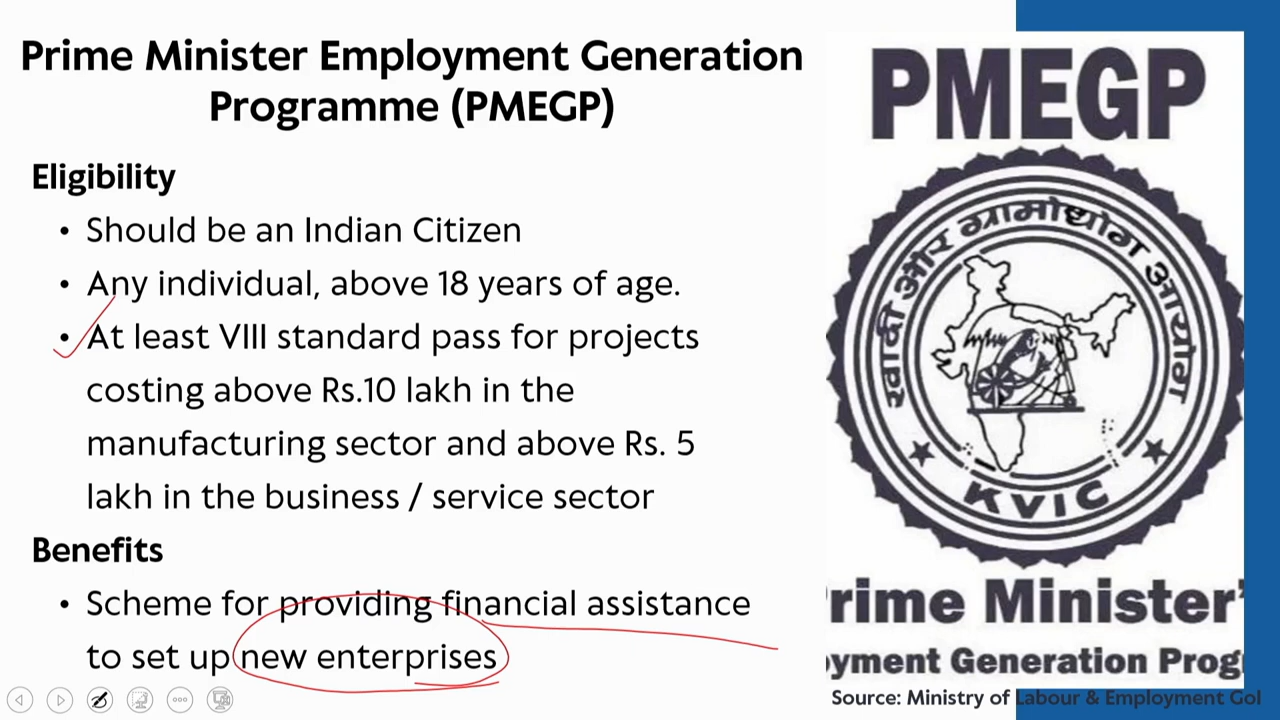 Prime Minister Employment Generation
Programme (PMEGP)
Eligibility
• Should be an Indian Citizen
• Any individual, above 18 years of age.
• At least VIII standard pass for projects
costing above Rs.10 lakh in the
manufacturing sector and above Rs. 5
lakh in the business / service sector
Benefits
• Scheme for providing financial assistance
to set up new enterprises
PMEGP
खादी और ग्रामोद्योग आयोग
KVIC
rime Minister'
yment Generation Prog
Source: Ministry of Labour & Employment GoI